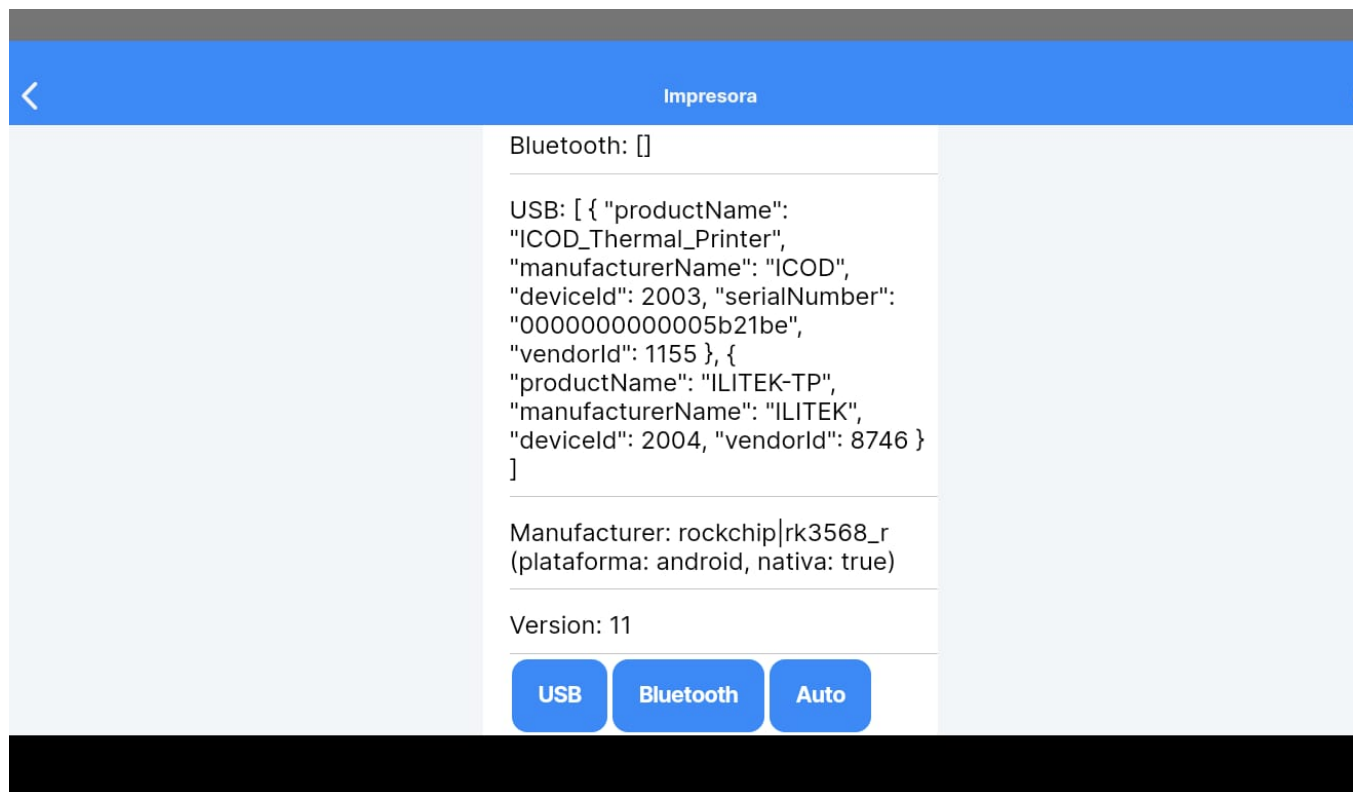 Impresora
Bluetooth: []
USB: [ { "productName":
"ICOD_Thermal_Printer",
"manufacturerName": "ICOD",
"deviceId": 2003, "serialNumber":
"0000000000005b21be",
"vendorId": 1155 }, {
"productName": "ILITEK-TP",
"manufacturerName": "ILITEK",
"deviceId": 2004, "vendorId": 8746 }
]
Manufacturer: rockchip|rk3568_r
(plataforma: android, nativa: true)
Version: 11
USB Bluetooth Auto